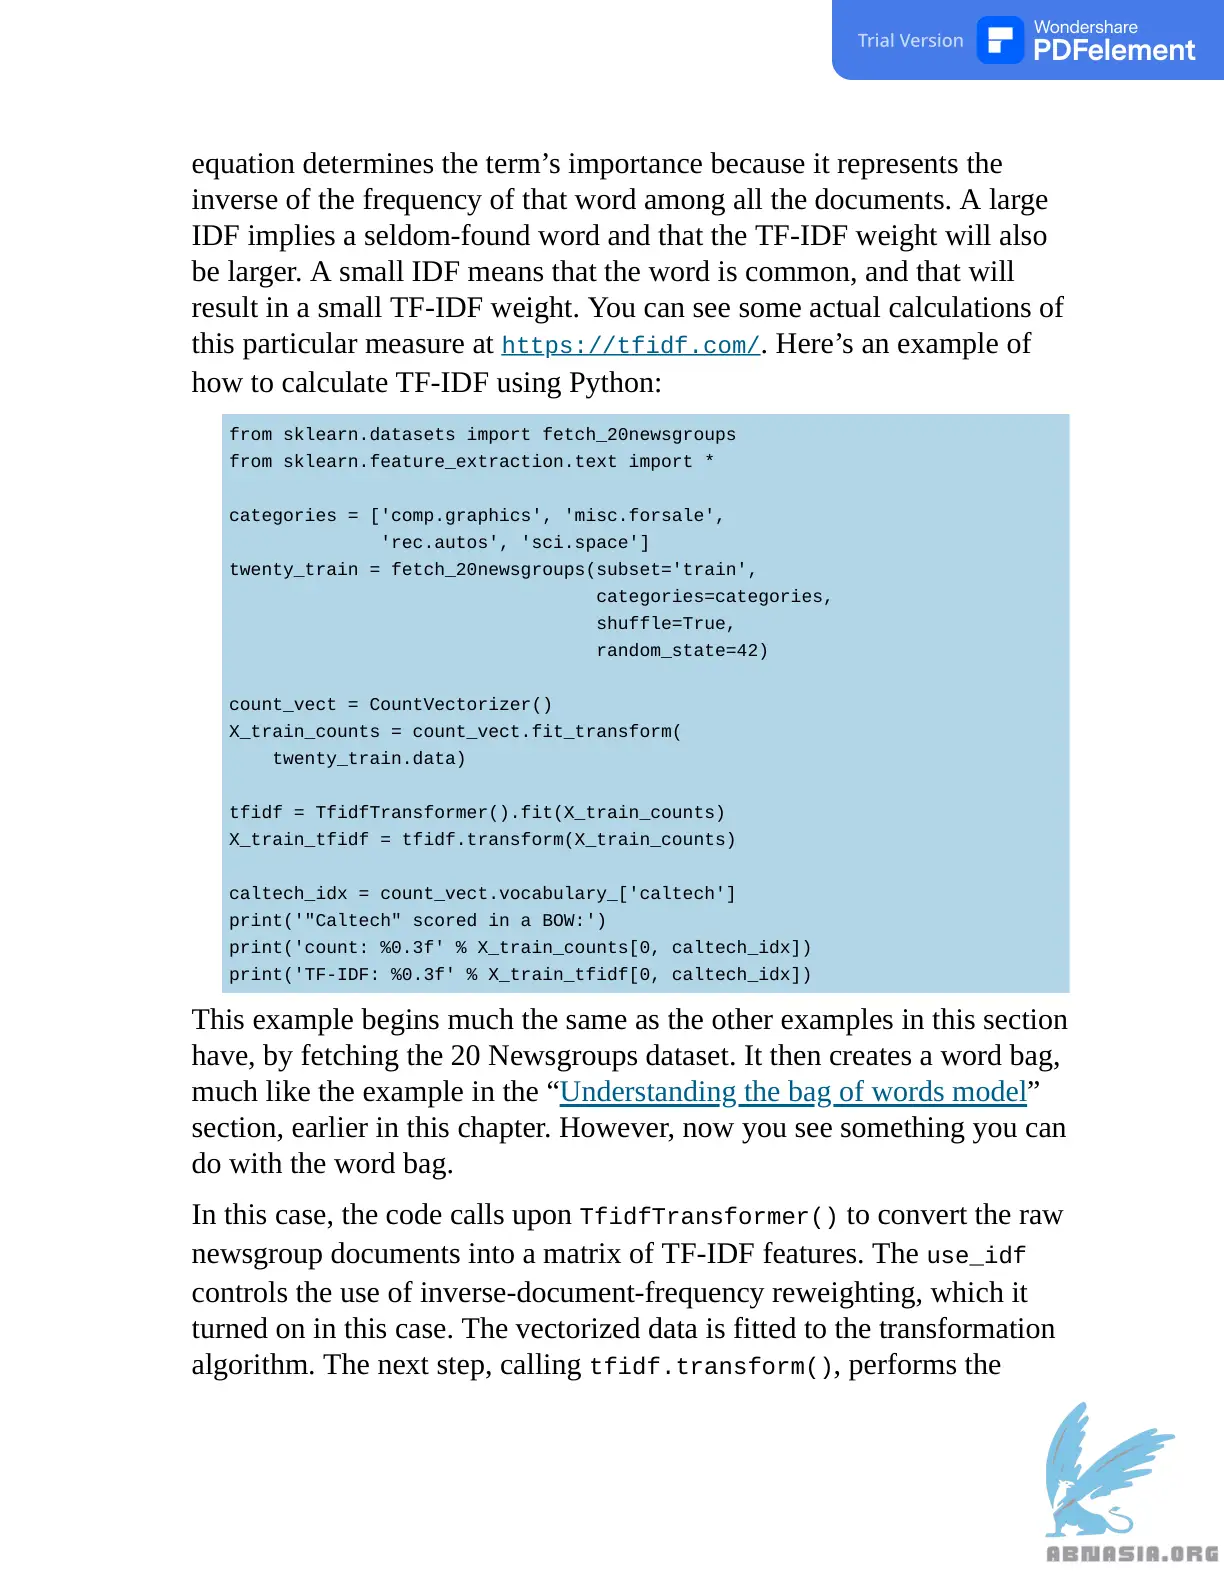 Trial Version
Wondershare
PDFelement
equation determines the term’s importance because it represents the
inverse of the frequency of that word among all the documents. A large
IDF implies a seldom-found word and that the TF-IDF weight will also
be larger. A small IDF means that the word is common, and that will
result in a small TF-IDF weight. You can see some actual calculations of
this particular measure at https://tfidf.com/. Here’s an example of
how to calculate TF-IDF using Python:
from sklearn.datasets import fetch_20newsgroups
from sklearn.feature_extraction.text import *
categories = ['comp.graphics', 'misc.forsale',
              'rec.autos', 'sci.space']
twenty_train = fetch_20newsgroups(subset='train',
                                  categories=categories,
                                  shuffle=True,
                                  random_state=42)
count_vect = CountVectorizer()
X_train_counts = count_vect.fit_transform(
    twenty_train.data)
tfidf = TfidfTransformer().fit(X_train_counts)
X_train_tfidf = tfidf.transform(X_train_counts)
caltech_idx = count_vect.vocabulary_['caltech']
print('"Caltech" scored in a BOW:')
print('count: %0.3f' % X_train_counts[0, caltech_idx])
print('TF-IDF: %0.3f' % X_train_tfidf[0, caltech_idx])
This example begins much the same as the other examples in this section
have, by fetching the 20 Newsgroups dataset. It then creates a word bag,
much like the example in the “Understanding the bag of words model”
section, earlier in this chapter. However, now you see something you can
do with the word bag.
In this case, the code calls upon TfidfTransformer() to convert the raw
newsgroup documents into a matrix of TF-IDF features. The use_idf
controls the use of inverse-document-frequency reweighting, which it
turned on in this case. The vectorized data is fitted to the transformation
algorithm. The next step, calling tfidf.transform(), performs the
ABNASIA.ORG